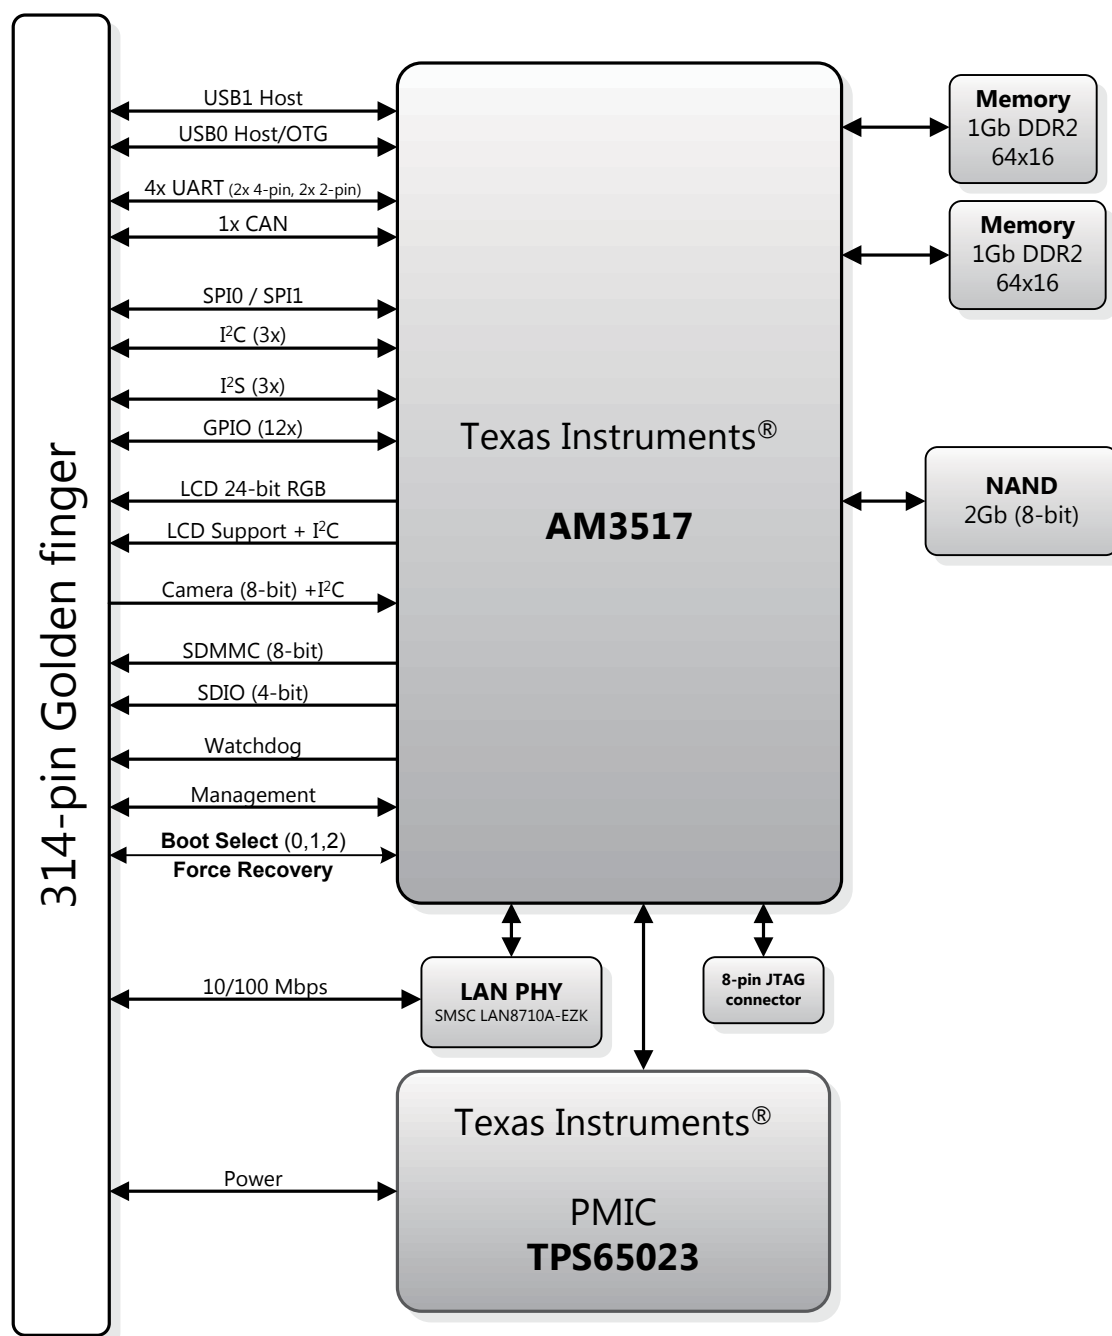 314-pin Golden finger
USB1 Host
USB0 Host/OTG
4x UART (2x 4-pin, 2x 2-pin)
1x CAN
SPI0 / SPI1
I²C (3x)
I²S (3x)
GPIO (12x)
LCD 24-bit RGB
LCD Support + I²C
Camera (8-bit) +I²C
SDMMC (8-bit)
SDIO (4-bit)
Watchdog
Management
Boot Select (0,1,2)
Force Recovery
10/100 Mbps
Power
Texas Instruments®
AM3517
Memory
1Gb DDR2
64x16
Memory
1Gb DDR2
64x16
NAND
2Gb (8-bit)
LAN PHY
SMSC LAN8710A-EZK
8-pin JTAG
connector
Texas Instruments®
PMIC
TPS65023